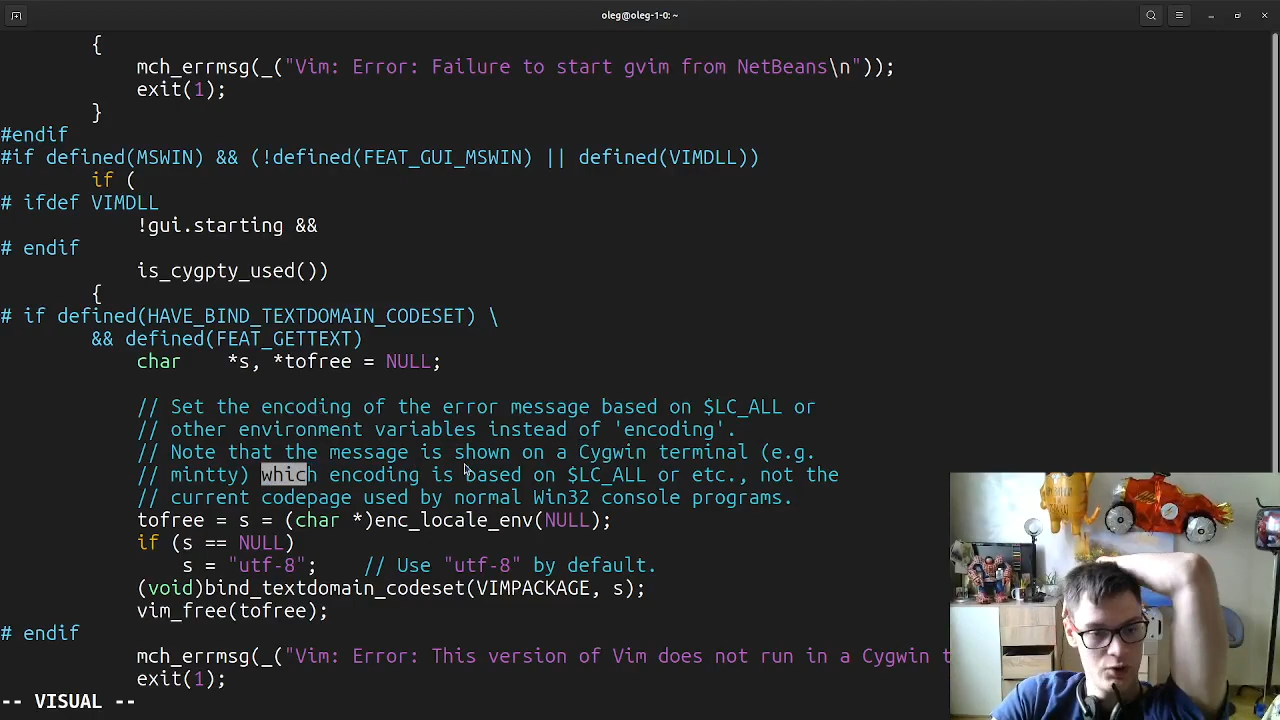 oleg@oleg-1-0: ~
{
mch_errmsg(_("Vim: Error: Failure to start gvim from NetBeans\n"));
exit(1);
}
#endif
#if defined(MSWIN) && (!defined(FEAT_GUI_MSWIN) || defined(VIMDLL))
if (
# ifdef VIMDLL
!gui.starting &&
# endif
is_cygpty_used())
{
# if defined(HAVE_BIND_TEXTDOMAIN_CODESET) \
&& defined(FEAT_GETTEXT)
char    *s, *tofree = NULL;
// Set the encoding of the error message based on $LC_ALL or
// other environment variables instead of 'encoding'.
// Note that the message is shown on a Cygwin terminal (e.g.
// mintty) which encoding is based on $LC_ALL or etc., not the
// current codepage used by normal Win32 console programs.
tofree = s = (char *)enc_locale_env(NULL);
if (s == NULL)
s = "utf-8";    // Use "utf-8" by default.
(void)bind_textdomain_codeset(VIMPACKAGE, s);
vim_free(tofree);
# endif
mch_errmsg(_("Vim: Error: This version of Vim does not run in a Cygwin t
exit(1);
-- VISUAL --